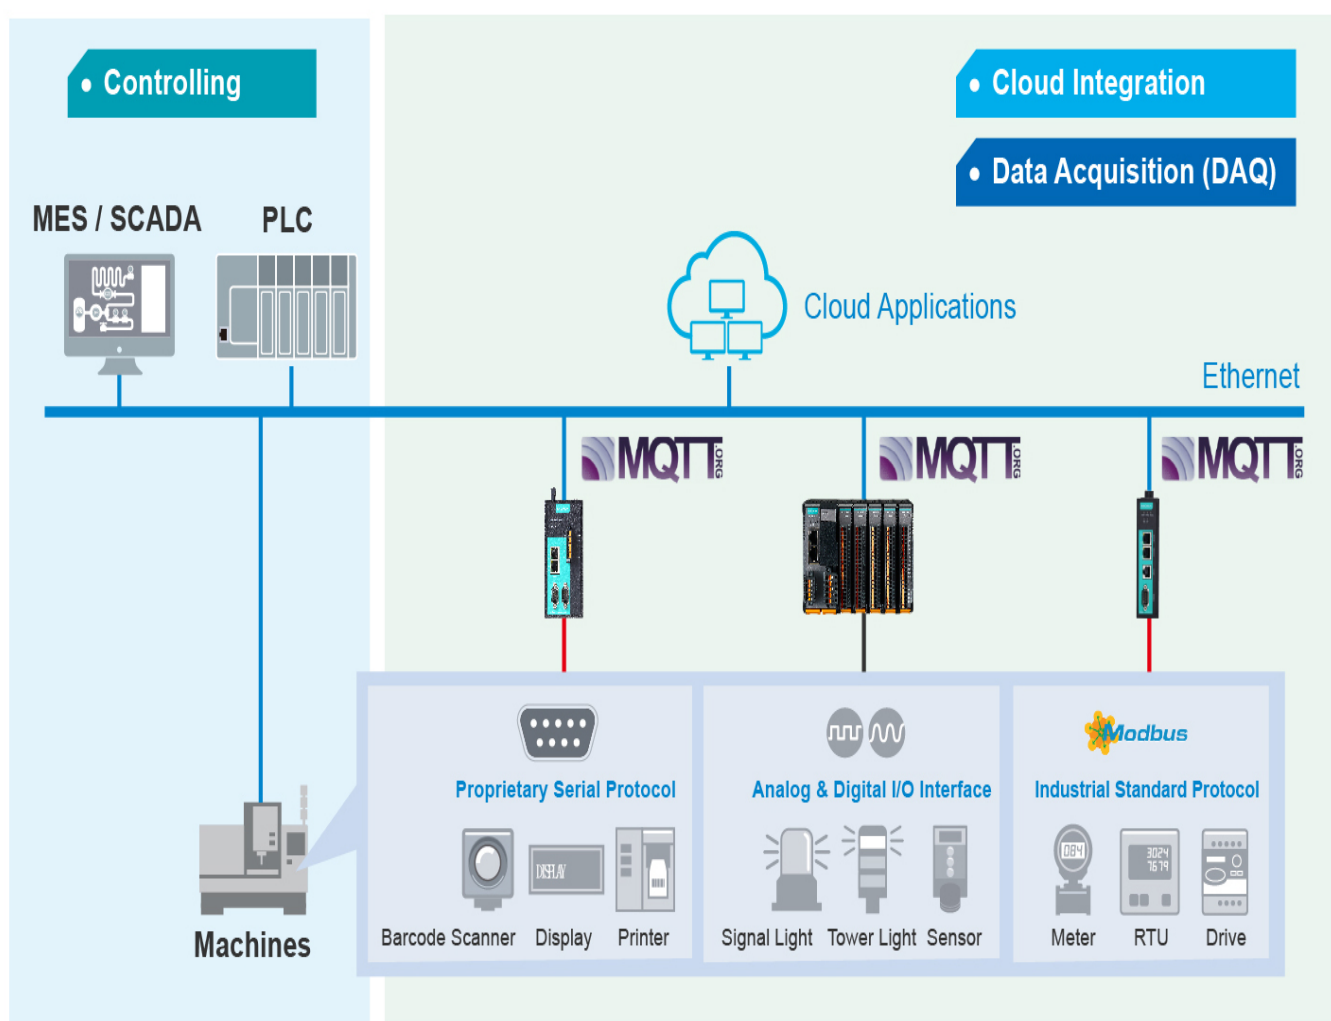 Controlling
Cloud Integration
Data Acquisition (DAQ)
MES / SCADA
PLC
Cloud Applications
Ethernet
MQTT.ORG
MQTT.ORG
MQTT.ORG
Modbus
Proprietary Serial Protocol
Analog & Digital I/O Interface
Industrial Standard Protocol
084
3024
7679
DISPLAY
Barcode Scanner
Display
Printer
Signal Light
Tower Light
Sensor
Meter
RTU
Drive
Machines